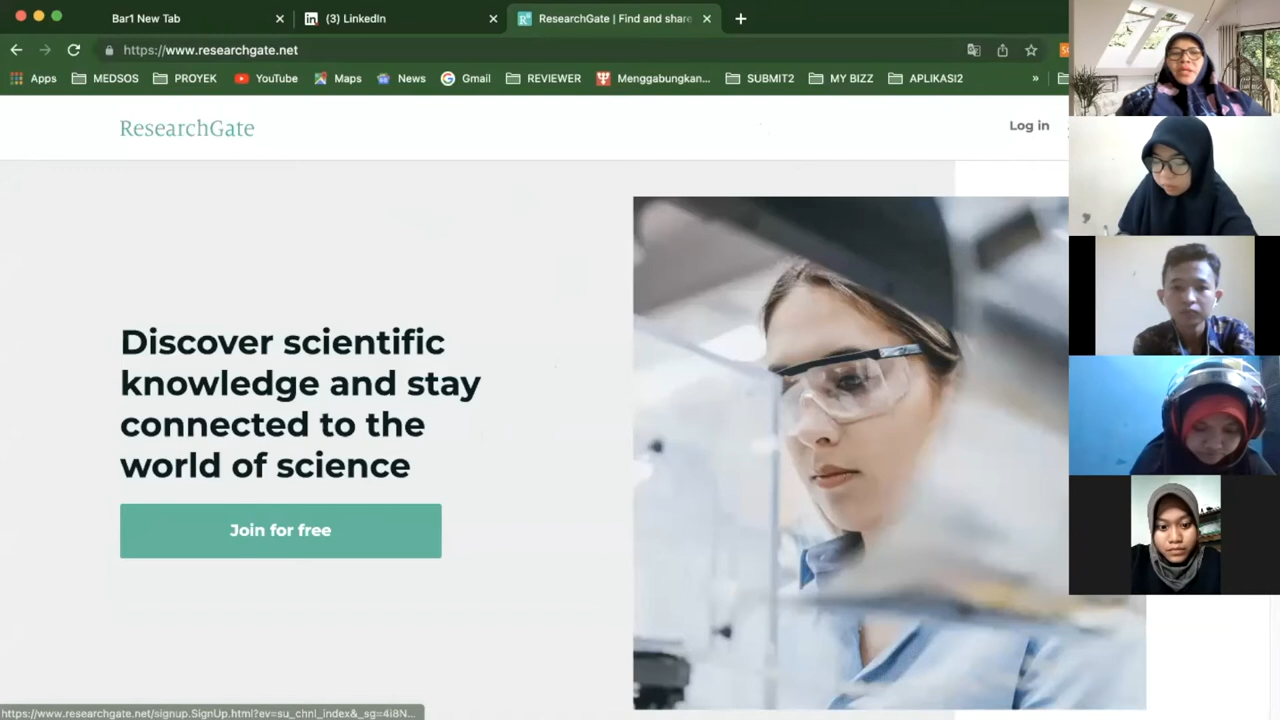 Bar1 New Tab
(3) LinkedIn
ResearchGate | Find and share
https://www.researchgate.net
Apps
MEDSOS
PROYEK
YouTube
Maps
News
Gmail
REVIEWER
Menggabungkan...
SUBMIT2
MY BIZZ
APLIKASI2
»
ResearchGate
Log in
Discover scientific
knowledge and stay
connected to the
world of science
Join for free
https://www.researchgate.net/signup.SignUp.html?ev=su_chnl_index&_sg=4i8N...